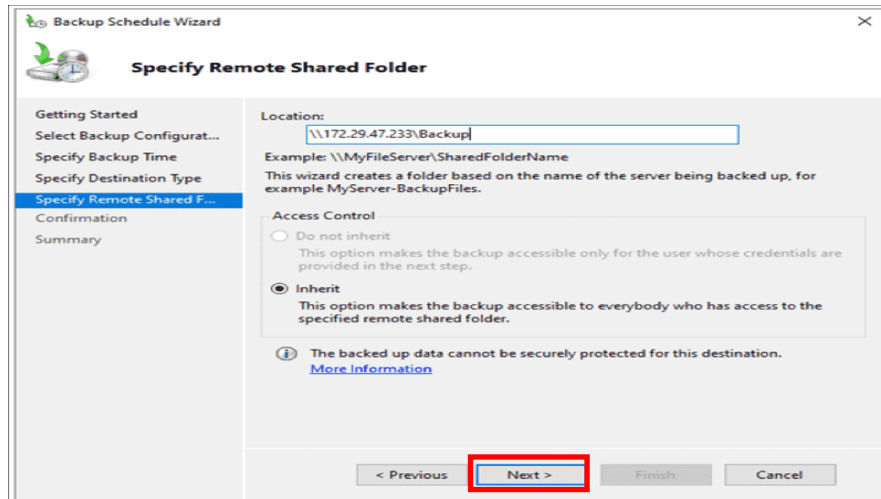 Backup Schedule Wizard
Specify Remote Shared Folder
Getting Started
Select Backup Configurat...
Specify Backup Time
Specify Destination Type
Specify Remote Shared F...
Confirmation
Summary
Location:
\\172.29.47.233\Backup
Example: \\MyFileServer\SharedFolderName
This wizard creates a folder based on the name of the server being backed up, for
example MyServer-BackupFiles.
Access Control
Do not inherit
This option makes the backup accessible only for the user whose credentials are
provided in the next step.
Inherit
This option makes the backup accessible to everybody who has access to the
specified remote shared folder.
The backed up data cannot be securely protected for this destination.
More Information
< Previous
Next >
Finish
Cancel